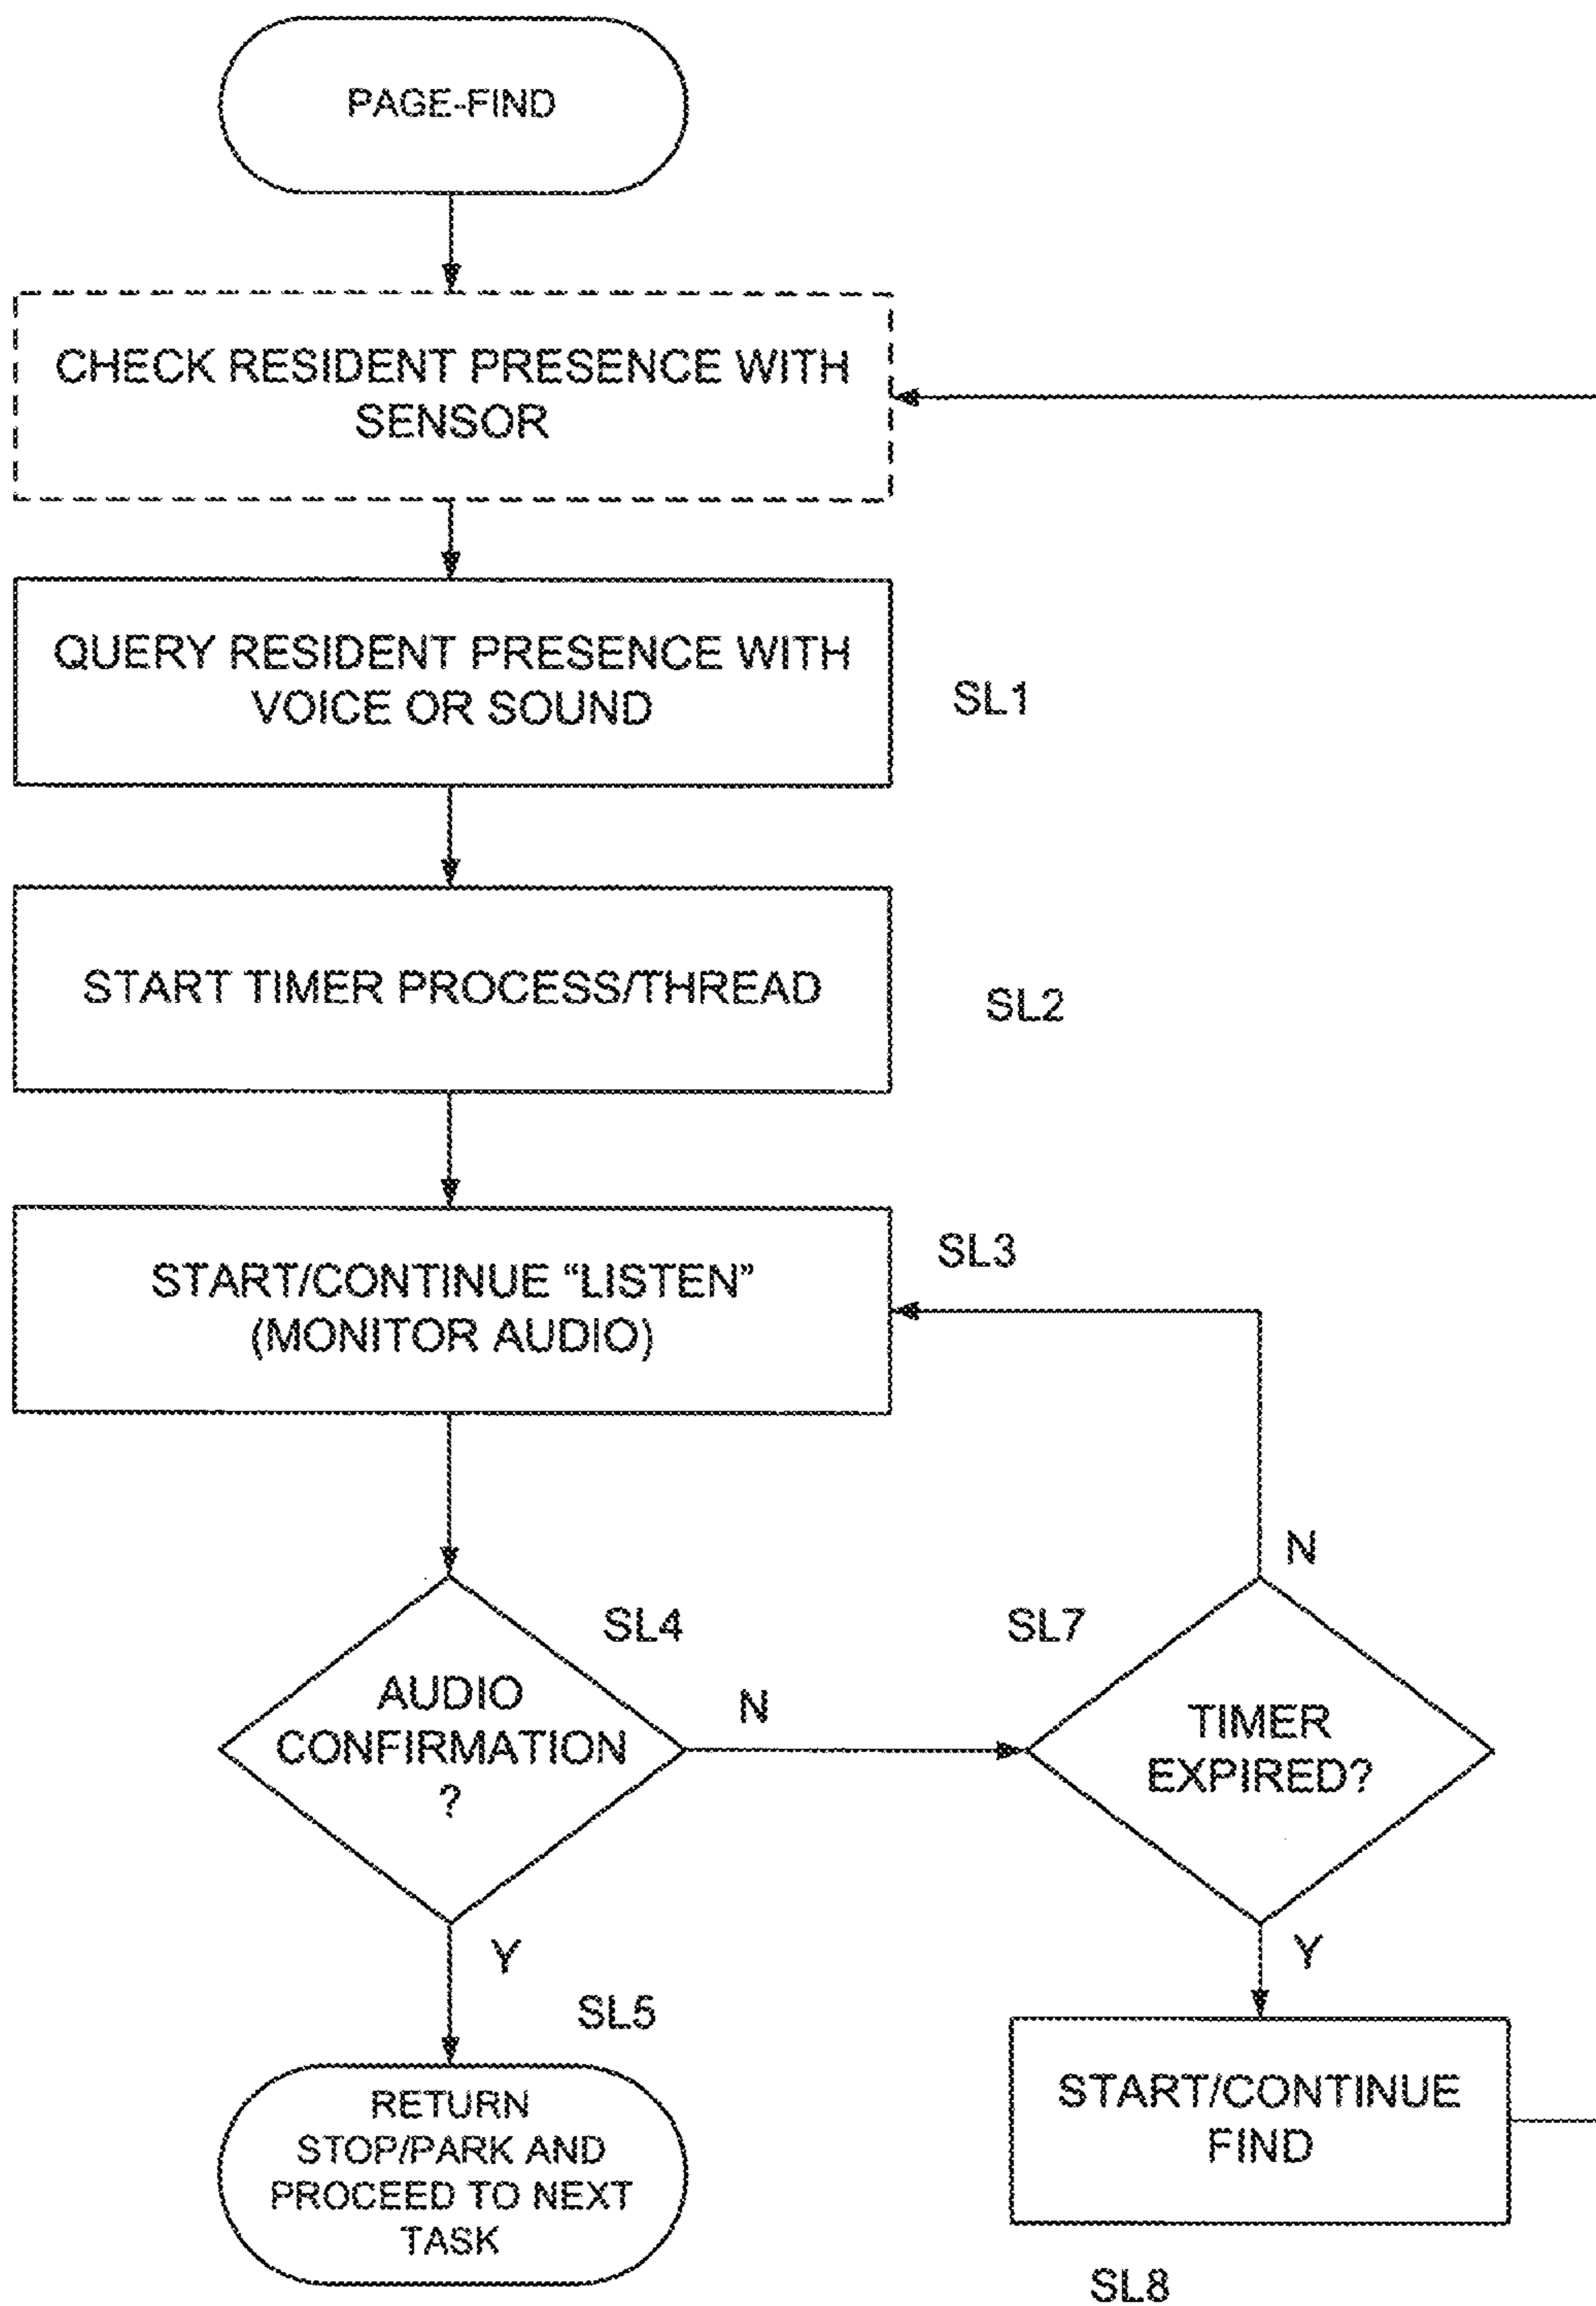 PAGE-FIND
CHECK RESIDENT PRESENCE WITH
SENSOR
QUERY RESIDENT PRESENCE WITH
VOICE OR SOUND
SL1
START TIMER PROCESS/THREAD
SL2
START/CONTINUE “LISTEN”
(MONITOR AUDIO)
SL3
AUDIO
CONFIRMATION
?
SL4
N
SL7
TIMER
EXPIRED?
N
Y
SL5
RETURN
STOP/PARK AND
PROCEED TO NEXT
TASK
Y
START/CONTINUE
FIND
SL8